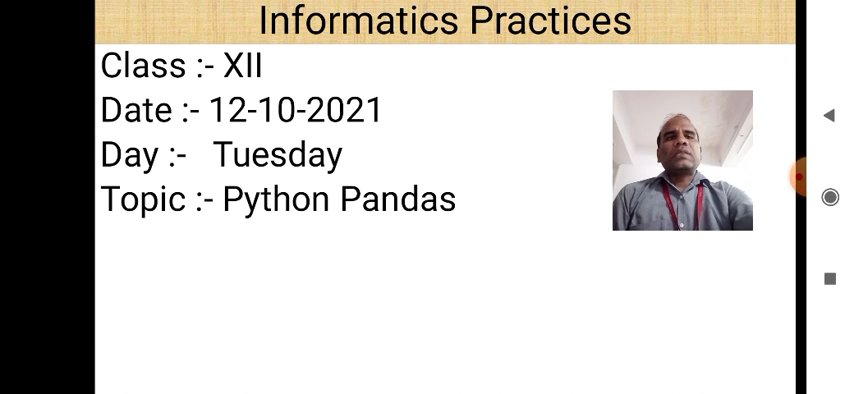 Informatics Practices
Class :- XII
Date :- 12-10-2021
Day :- Tuesday
Topic :- Python Pandas